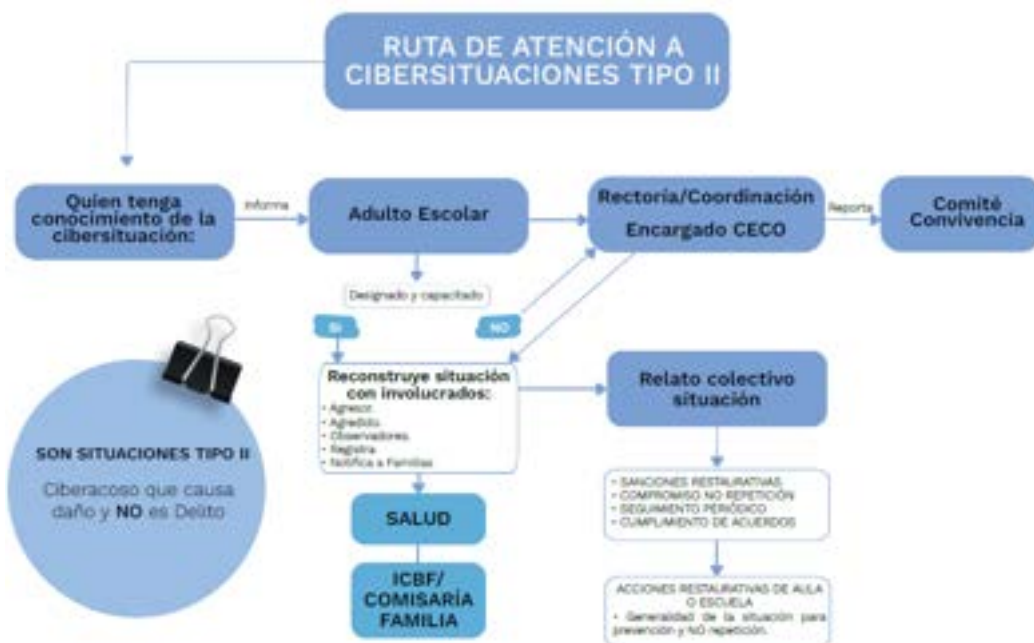 RUTA DE ATENCIÓN A
CIBERSITUACIONES TIPO II
Quien tenga
conocimiento de la
cibersituación:
Informa
Adulto Escolar
Rectoría/Coordinación
Encargado CECO
Reporta
Comité
Convivencia
Designado y capacitado
SI
NO
Reconstruye situación
con involucrados:
• Agresor.
• Agredido.
• Observadores.
• Registra
• Notifica a Familias
Relato colectivo
situación
SON SITUACIONES TIPO II
Ciberacoso que causa
daño y NO es Delito
• SANCIONES RESTAURATIVAS.
• COMPROMISO NO REPETICIÓN
• SEGUIMIENTO PERIÓDICO
• CUMPLIMIENTO DE ACUERDOS
SALUD
ICBF/
COMISARÍA
FAMILIA
ACCIONES RESTAURATIVAS DE AULA
O ESCUELA
• Generalidad de la situación para
prevención y NO repetición.